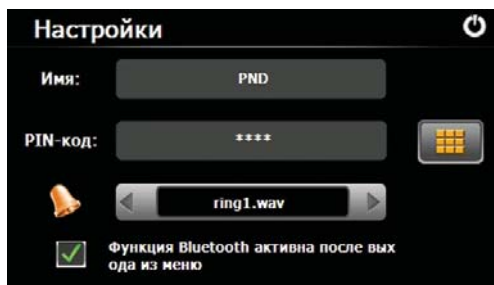 Настройки
Имя:
PND
PIN-код:
****
ring1.wav
Функция Bluetooth активна после вых
ода из меню